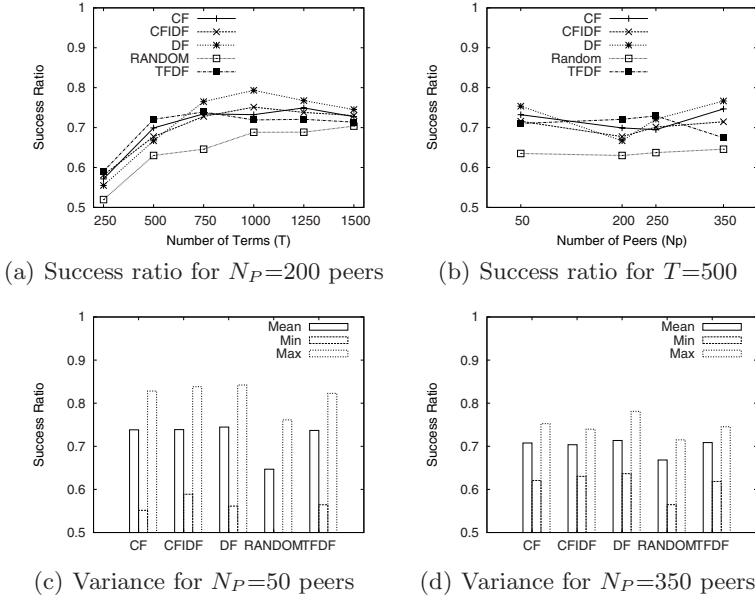 CF
CFIDF
DF
RANDOM
TFDF
1
0.9
0.8
0.7
0.6
0.5
Success Ratio
250 500 750 1000 1250 1500
Number of Terms (T)
(a) Success ratio for N_P=200 peers
CF
CFIDF
DF
Random
TFDF
1
0.9
0.8
0.7
0.6
0.5
Success Ratio
50 200 250 350
Number of Peers (Np)
(b) Success ratio for T=500
Mean
Min
Max
1
0.9
0.8
0.7
0.6
0.5
Success Ratio
CF CFIDF DF RANDOM TFDF
(c) Variance for N_P=50 peers
Mean
Min
Max
1
0.9
0.8
0.7
0.6
0.5
Success Ratio
CF CFIDF DF RANDOM TFDF
(d) Variance for N_P=350 peers